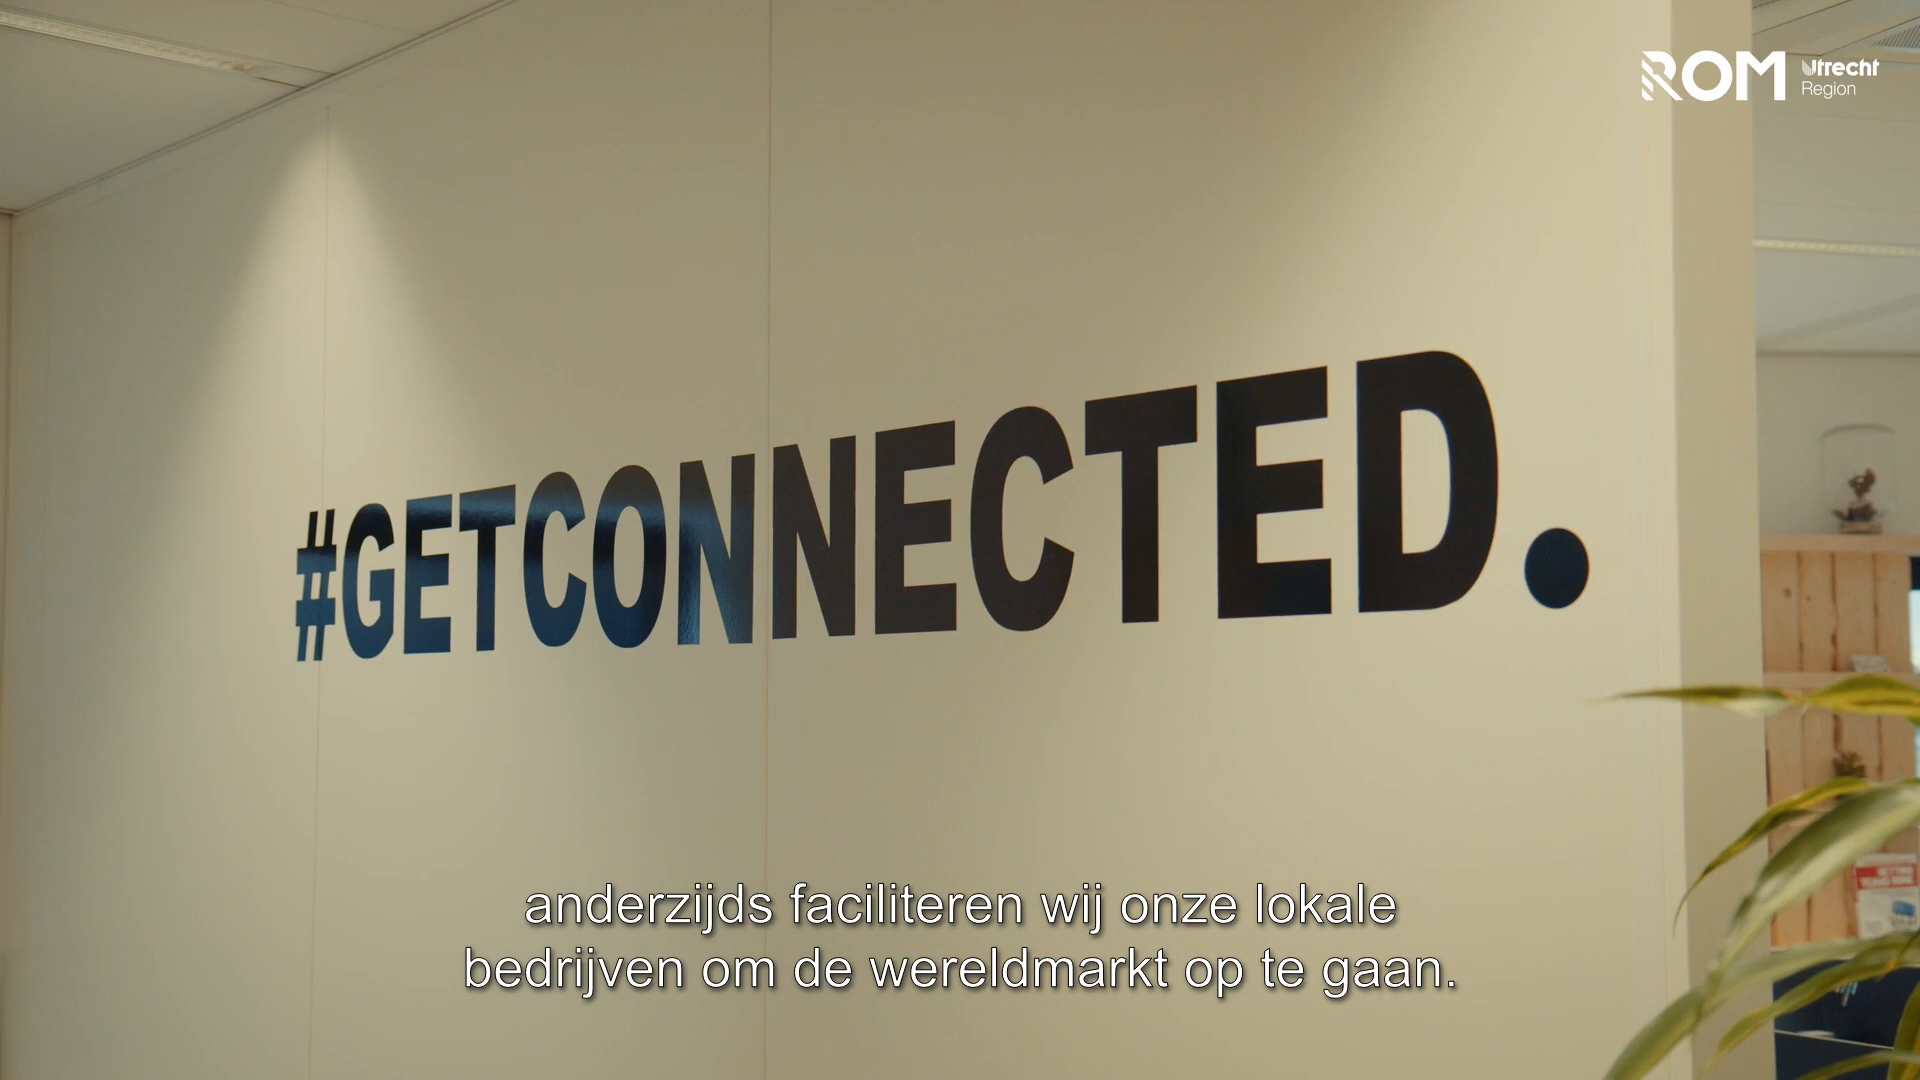 ROM Utrecht
Region
#GETCONNECTED.
anderzijds faciliteren wij onze lokale
bedrijven om de wereldmarkt op te gaan.